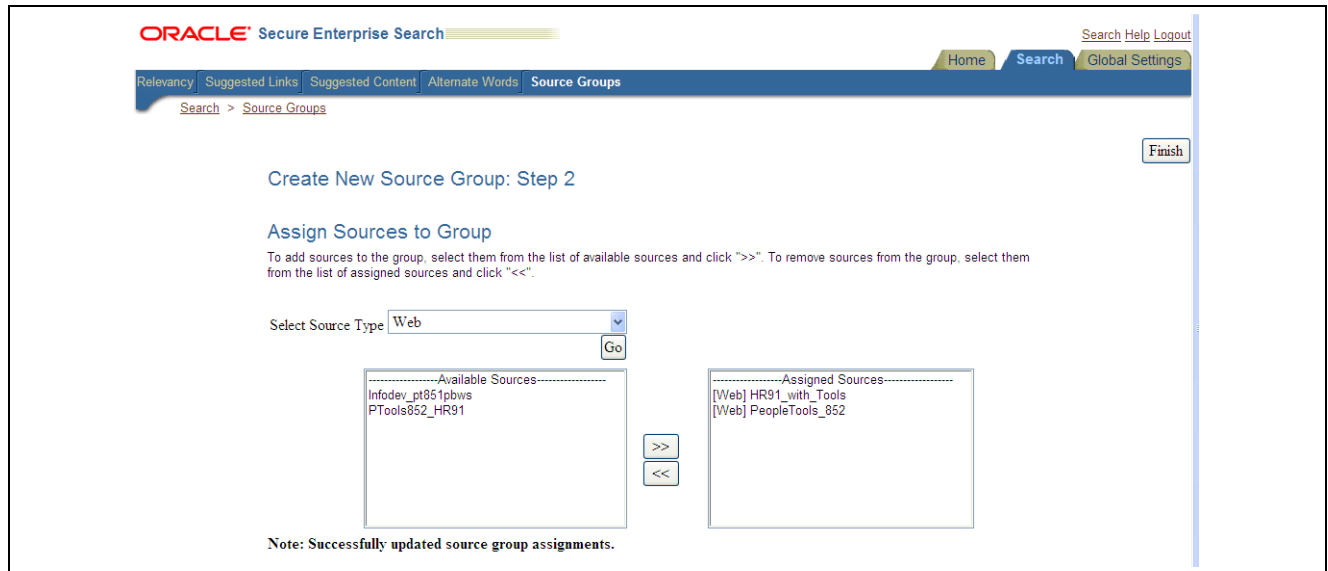 ORACLE® Secure Enterprise Search
Search Help Logout
Home Search Global Settings
Relevancy Suggested Links Suggested Content Alternate Words Source Groups
Search > Source Groups
Finish
Create New Source Group: Step 2
Assign Sources to Group
To add sources to the group, select them from the list of available sources and click ">>". To remove sources from the group, select them
from the list of assigned sources and click "<<".
Select Source Type Web
Go
------------------Available Sources------------------
Infodev_pt851pbws
PTools852_HR91
>>
<<
------------------Assigned Sources------------------
[Web] HR91_with_Tools
[Web] PeopleTools_852
Note: Successfully updated source group assignments.